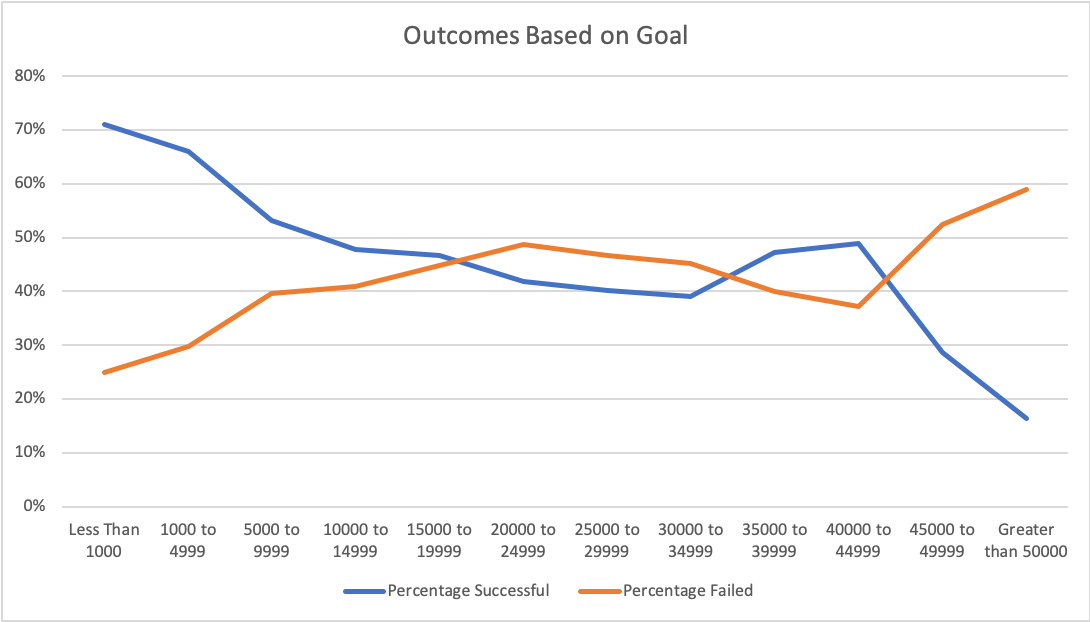 Outcomes Based on Goal
80%
70%
60%
50%
40%
30%
20%
10%
0%
Less Than 1000 to 5000 to 10000 to 15000 to 20000 to 25000 to 30000 to 35000 to 40000 to 45000 to Greater
1000 4999 9999 14999 19999 24999 29999 34999 39999 44999 49999 than 50000
Percentage Successful Percentage Failed